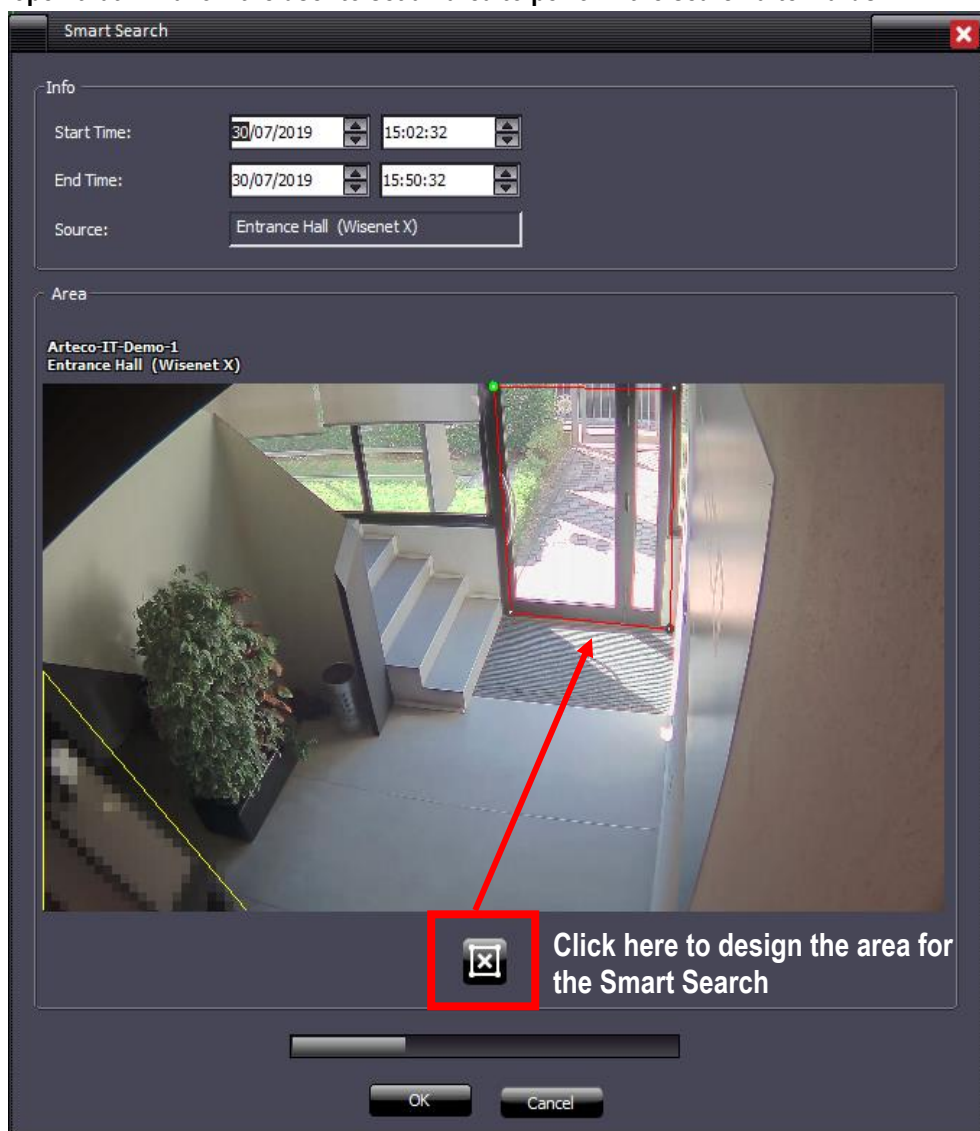 Smart Search
Info
Start Time: 30/07/2019 15:02:32
End Time: 30/07/2019 15:50:32
Source: Entrance Hall (Wisenet X)
Area
Arteco-IT-Demo-1
Entrance Hall (Wisenet X)
Click here to design the area for
the Smart Search
OK Cancel